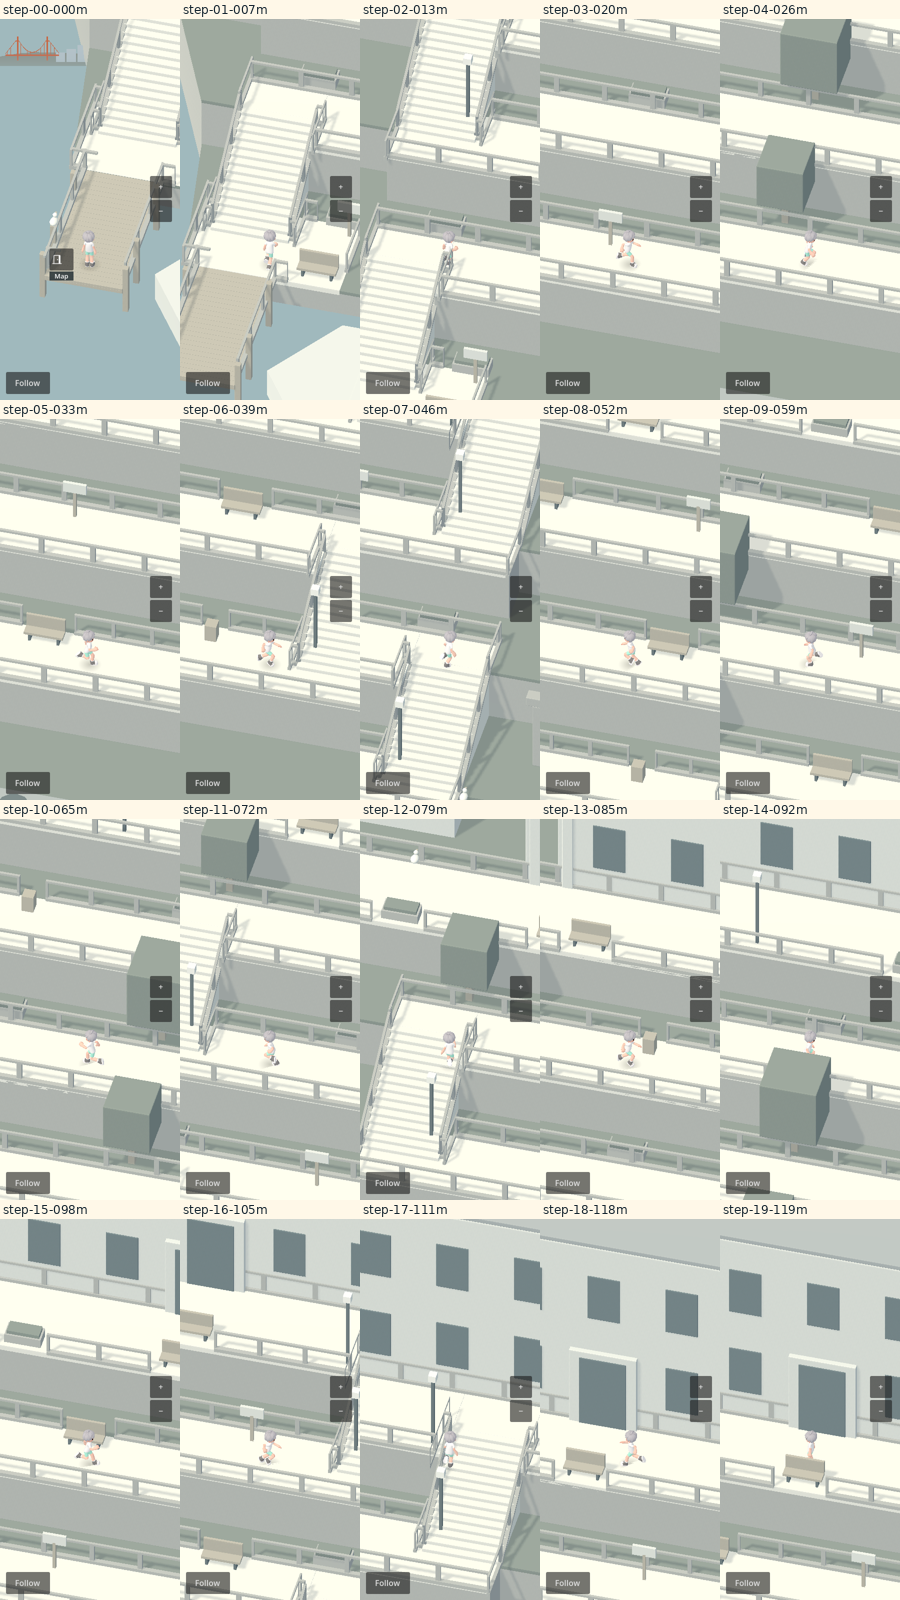 step-00-000m
step-01-007m
step-02-013m
step-03-020m
step-04-026m
+
+
+
+
+
−
−
−
−
−
Map
Follow
Follow
Follow
Follow
Follow
step-05-033m
step-06-039m
step-07-046m
step-08-052m
step-09-059m
+
+
+
+
+
−
−
−
−
−
Follow
Follow
Follow
Follow
Follow
step-10-065m
step-11-072m
step-12-079m
step-13-085m
step-14-092m
+
+
+
+
+
−
−
−
−
−
Follow
Follow
Follow
Follow
Follow
step-15-098m
step-16-105m
step-17-111m
step-18-118m
step-19-119m
+
+
+
+
+
−
−
−
−
−
Follow
Follow
Follow
Follow
Follow